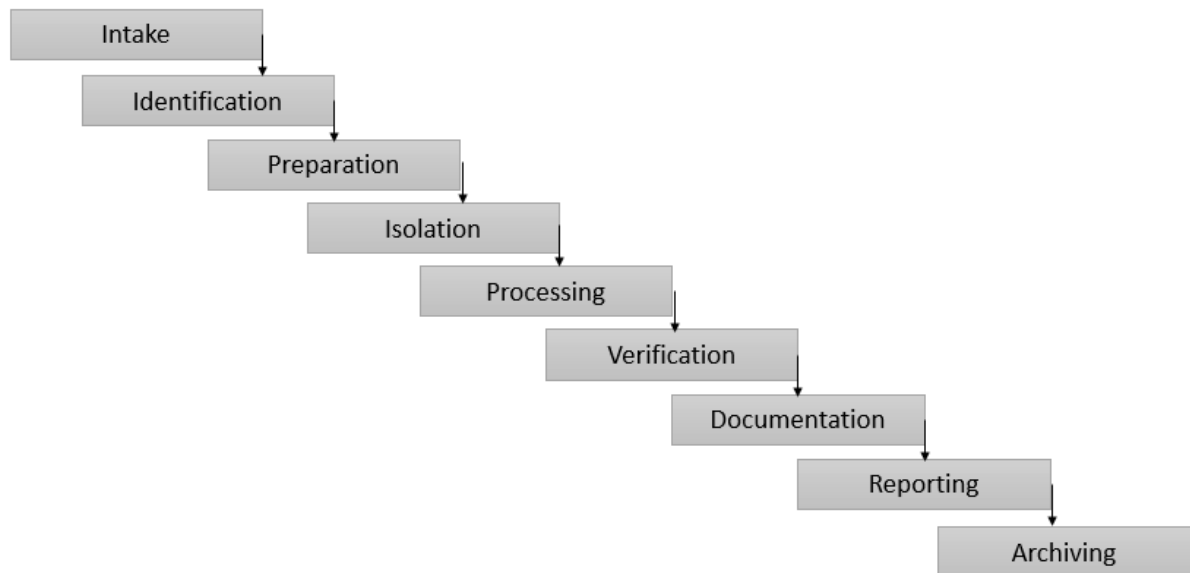 Intake
Identification
Preparation
Isolation
Processing
Verification
Documentation
Reporting
Archiving